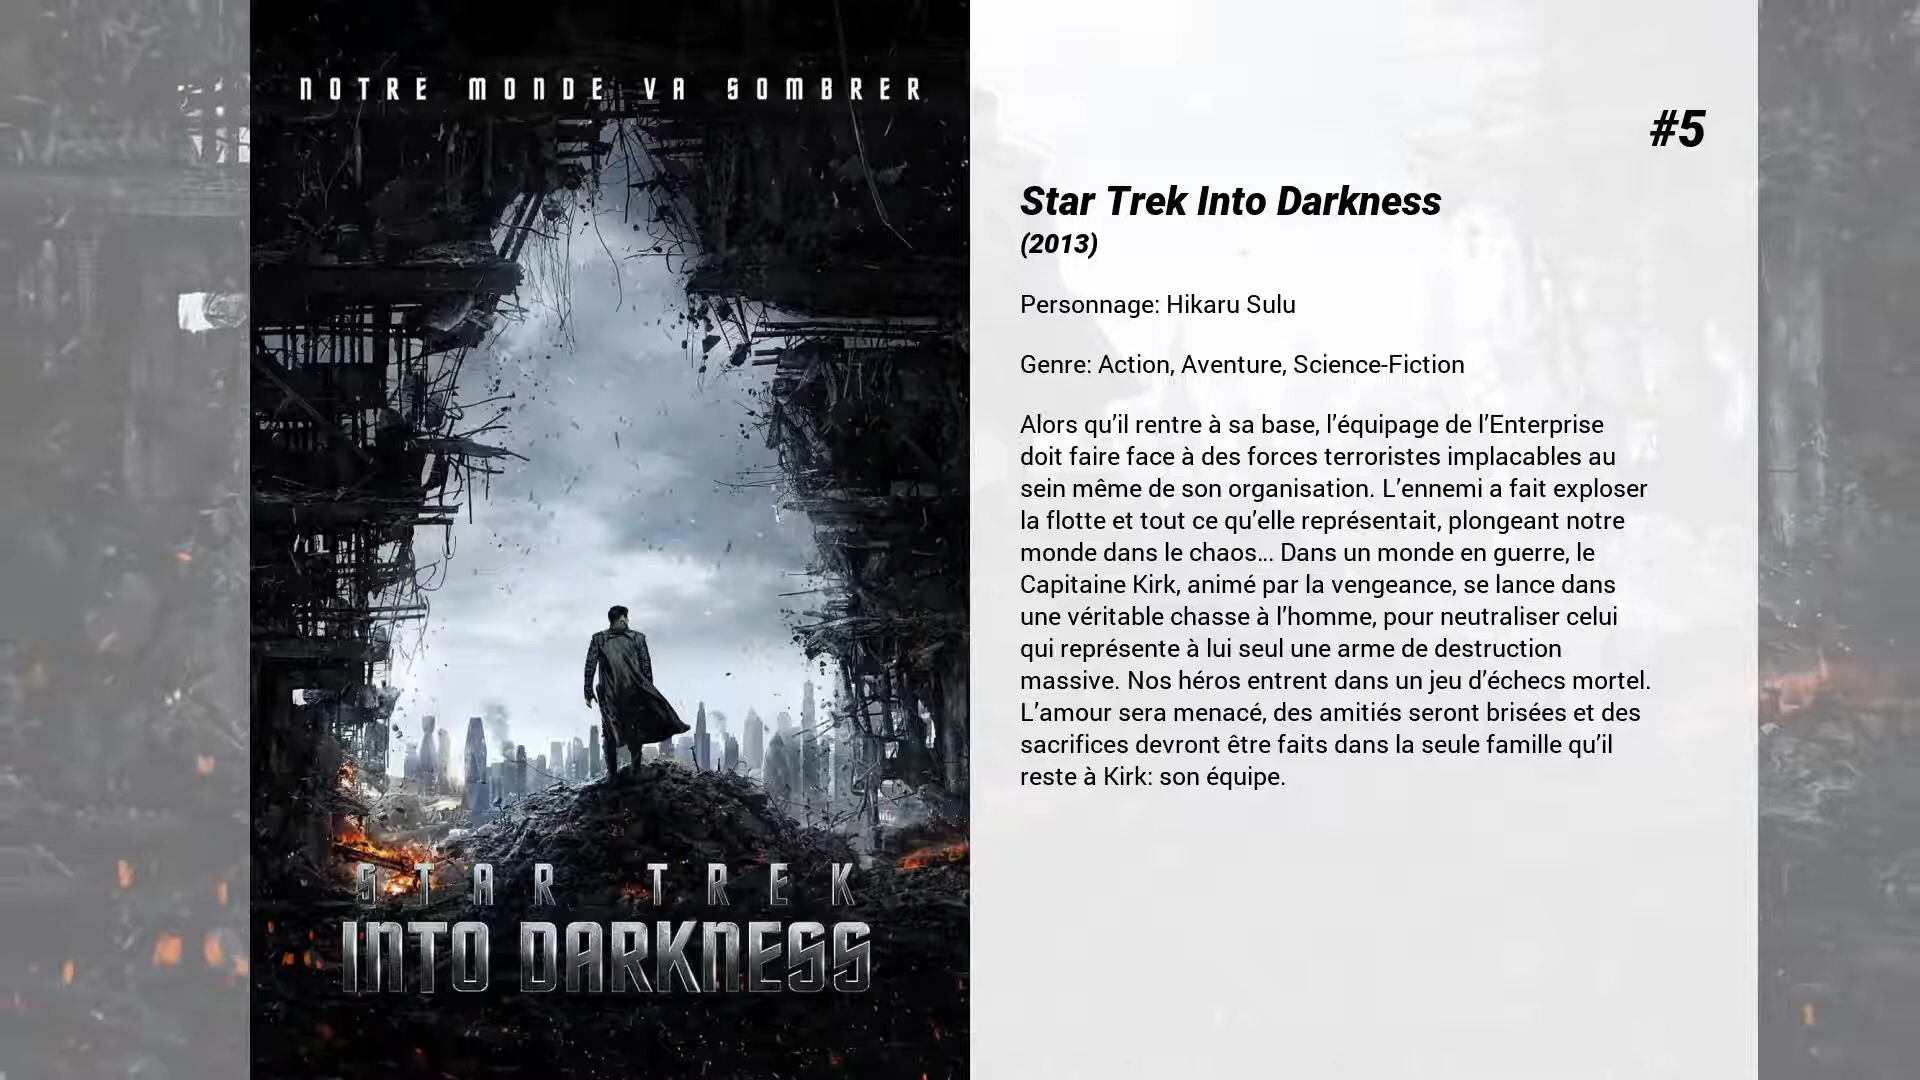 NOTRE MONDE VA SOMBRER
STAR TREK
INTO DARKNESS
#5
Star Trek Into Darkness
(2013)
Personnage: Hikaru Sulu
Genre: Action, Aventure, Science-Fiction
Alors qu’il rentre à sa base, l’équipage de l’Enterprise
doit faire face à des forces terroristes implacables au
sein même de son organisation. L’ennemi a fait exploser
la flotte et tout ce qu’elle représentait, plongeant notre
monde dans le chaos… Dans un monde en guerre, le
Capitaine Kirk, animé par la vengeance, se lance dans
une véritable chasse à l’homme, pour neutraliser celui
qui représente à lui seul une arme de destruction
massive. Nos héros entrent dans un jeu d’échecs mortel.
L’amour sera menacé, des amitiés seront brisées et des
sacrifices devront être faits dans la seule famille qu’il
reste à Kirk: son équipe.